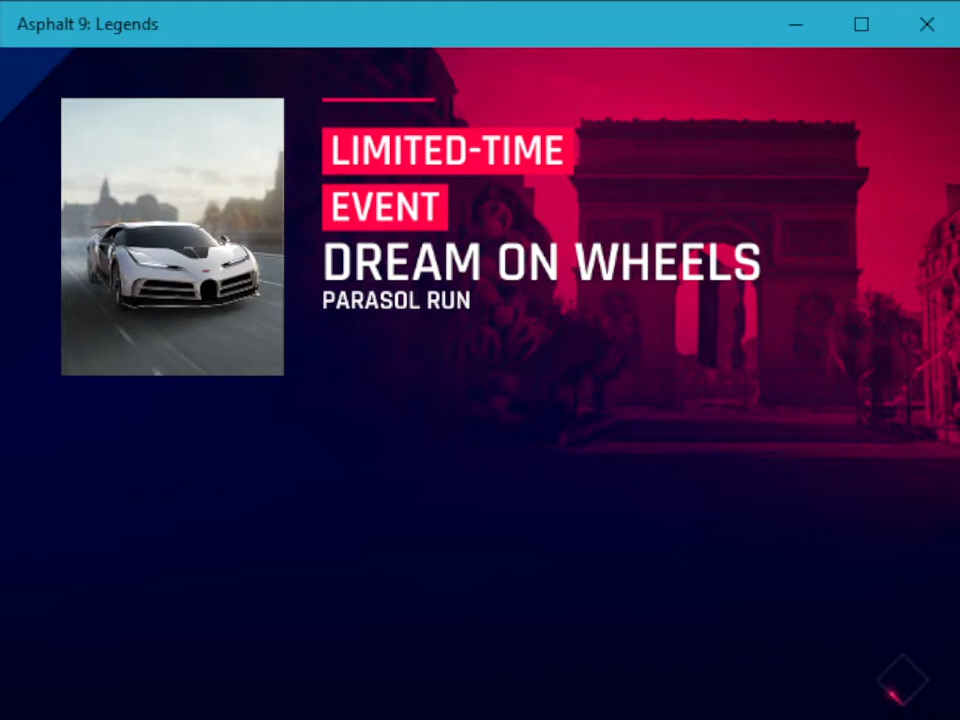 Asphalt 9: Legends
LIMITED-TIME
EVENT
DREAM ON WHEELS
PARASOL RUN